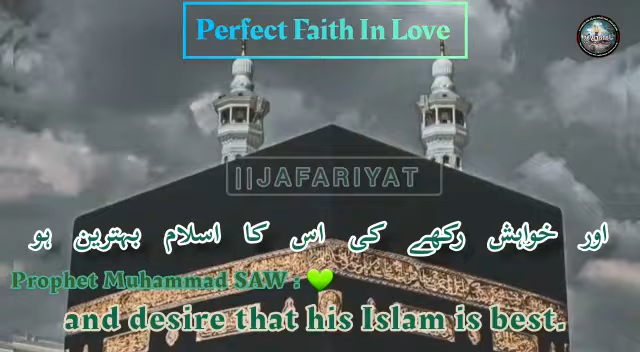 Perfect Faith In Love
||JAFARIYAT
اور خواہش رکھے کی اس کا اسلام بہترین ہو
Prophet Muhammad SAW : 💚
and desire that his Islam is best.